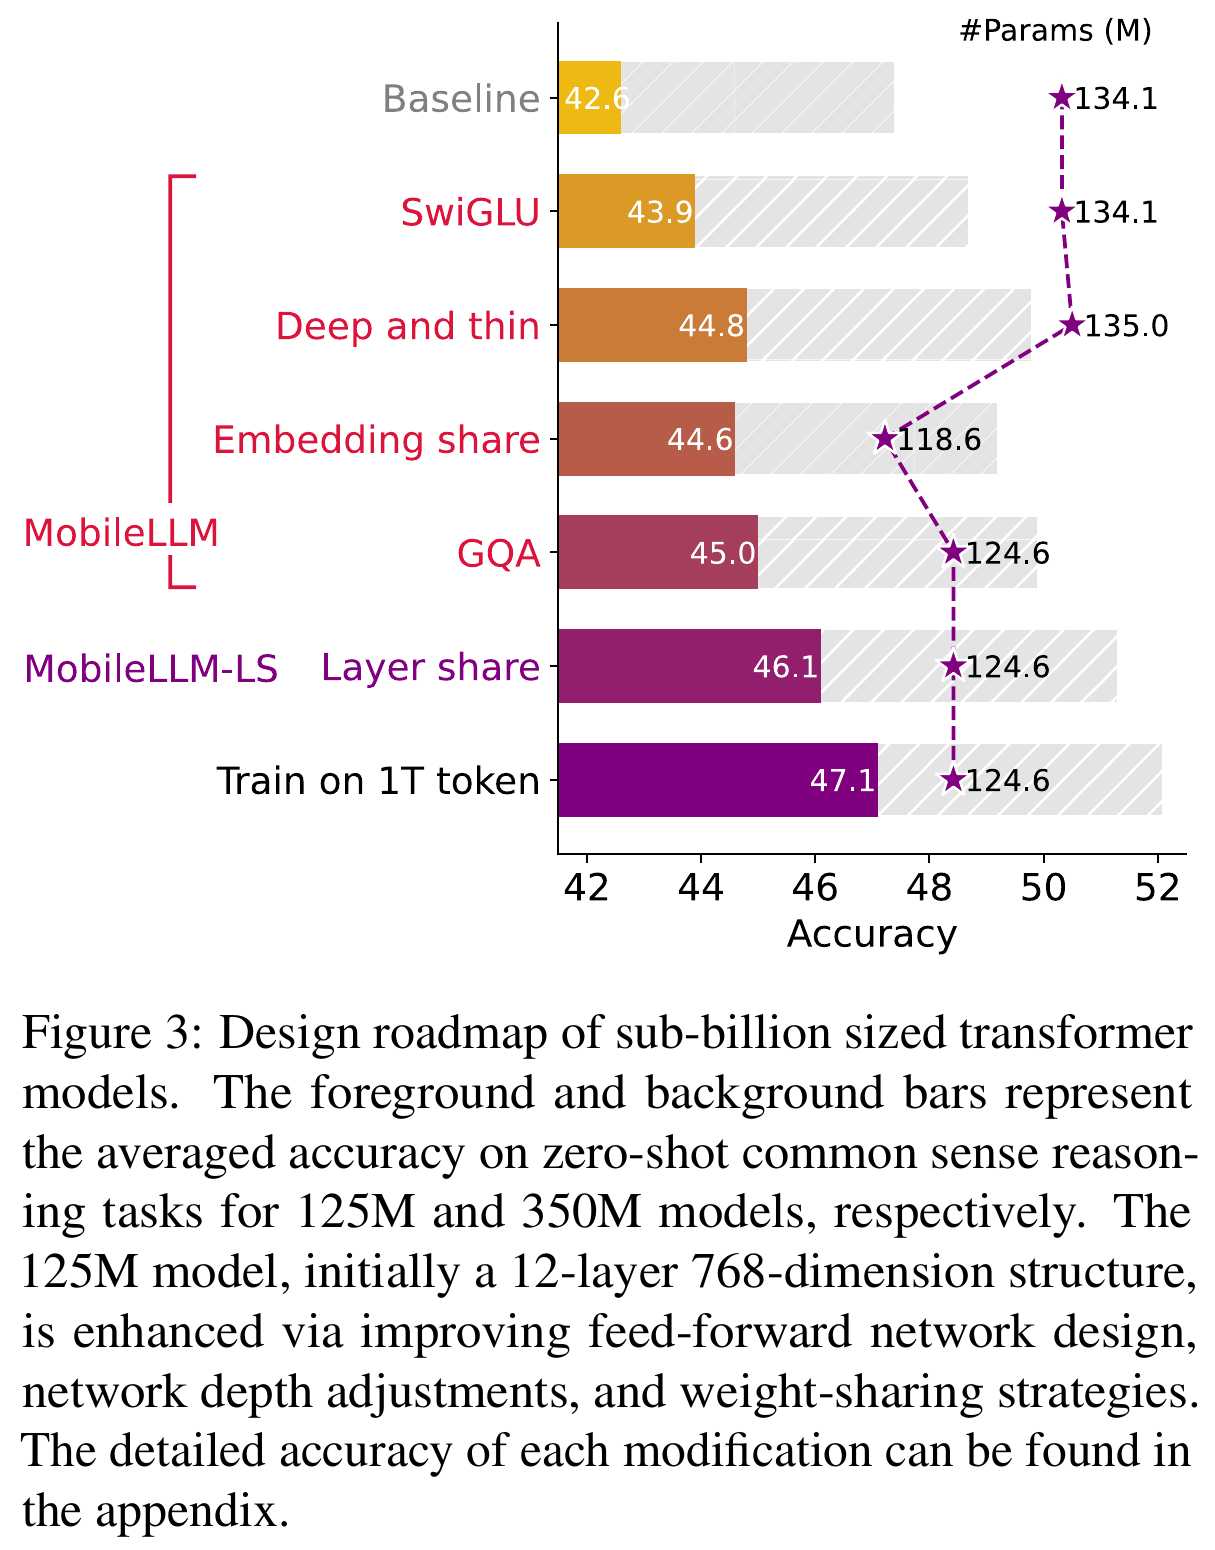 #Params (M)
Baseline 42.6 134.1
SwiGLU 43.9 134.1
Deep and thin 44.8 135.0
Embedding share 44.6 118.6
MobileLLM
GQA 45.0 124.6
MobileLLM-LS Layer share 46.1 124.6
Train on 1T token 47.1 124.6
42 44 46 48 50 52
Accuracy
Figure 3: Design roadmap of sub-billion sized transformer
models. The foreground and background bars represent
the averaged accuracy on zero-shot common sense reason-
ing tasks for 125M and 350M models, respectively. The
125M model, initially a 12-layer 768-dimension structure,
is enhanced via improving feed-forward network design,
network depth adjustments, and weight-sharing strategies.
The detailed accuracy of each modification can be found in
the appendix.